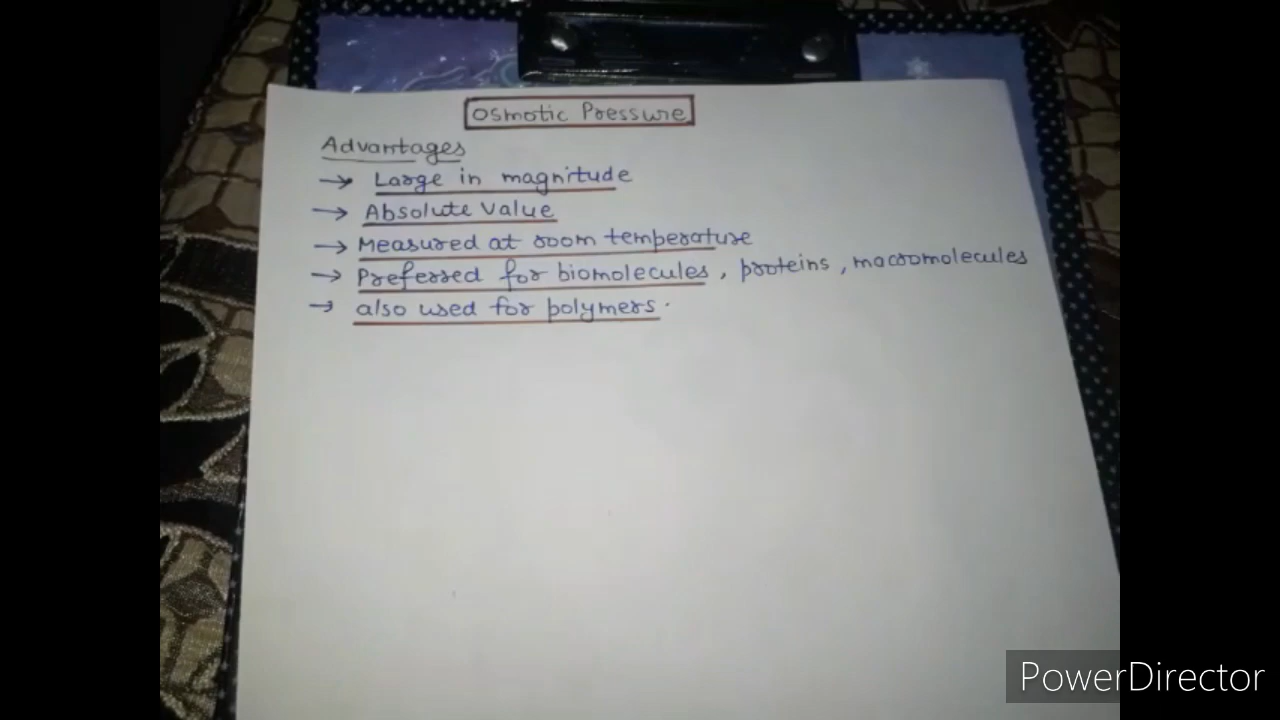 Osmotic Pressure
Advantages
→ Large in magnitude
→ Absolute Value
→ Measured at room temperature
→ Preferred for biomolecules, proteins, macromolecules
→ also used for polymers.
PowerDirector